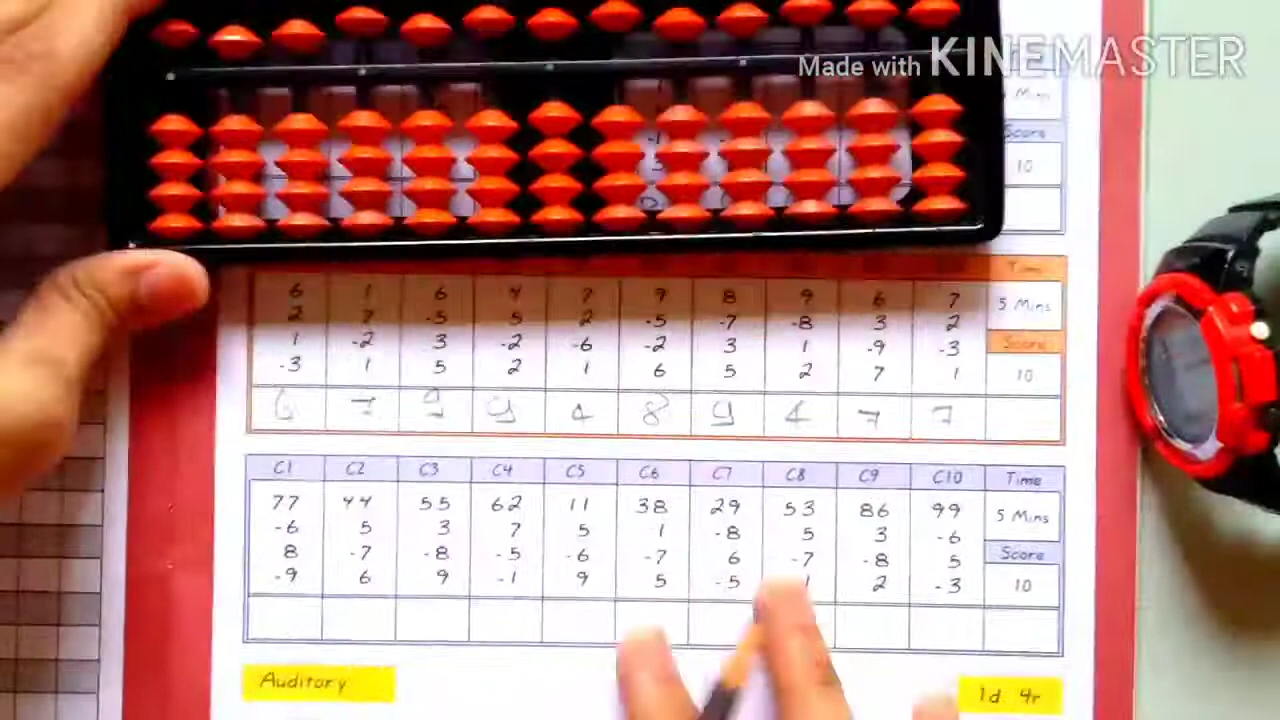 Made with KINEMASTER
Mins
Score
10
Time
6 1 6 4 7 9 8 9 6 7 5 Mins
2 7 -5 5 2 -5 -7 -8 3 2
1 -2 3 -2 -6 -2 3 1 -9 -3 Score
-3 1 5 2 1 6 5 2 7 1 10
6 7 9 9 4 8 9 4 7 7
C1 C2 C3 C4 C5 C6 C7 C8 C9 C10 Time
77 44 55 62 11 38 29 53 86 99 5 Mins
-6 5 3 7 5 1 -8 5 3 -6
8 -7 -8 -5 -6 -7 6 -7 -8 5 Score
-9 6 9 -1 9 5 -5 1 2 -3 10
Auditory 1d 4r